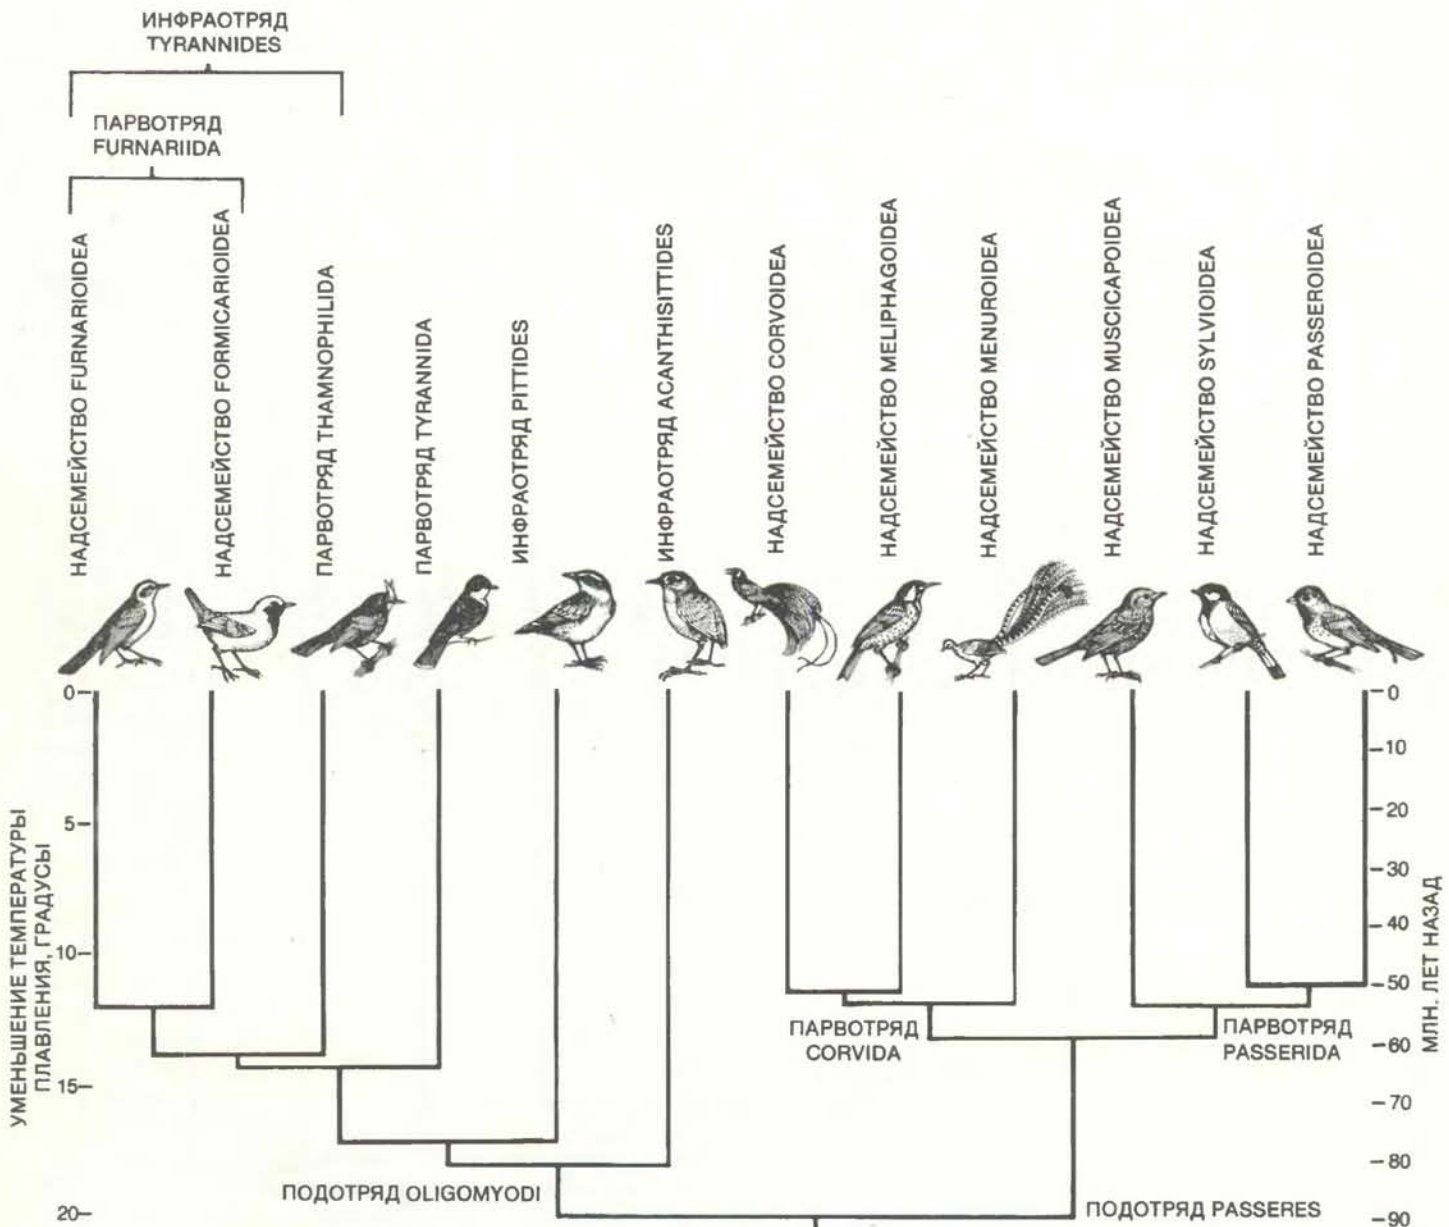 ИНФРАОТРЯД
TYRANNIDES
ПАРВОТРЯД
FURNARIIDA
НАДСЕМЕЙСТВО FURNARIOIDEA
НАДСЕМЕЙСТВО FORMICARIOIDEA
ПАРВОТРЯД THAMNOPHILIDA
ПАРВОТРЯД TYRANNIDA
ИНФРАОТРЯД PITTIDES
ИНФРАОТРЯД ACANTHISITTIDES
НАДСЕМЕЙСТВО CORVOIDEA
НАДСЕМЕЙСТВО MELIPHAGOIDEA
НАДСЕМЕЙСТВО MENUROIDEA
НАДСЕМЕЙСТВО MUSCICAPOIDEA
НАДСЕМЕЙСТВО SYLVIOIDEA
НАДСЕМЕЙСТВО PASSEROIDEA
УМЕНЬШЕНИЕ ТЕМПЕРАТУРЫ
ПЛАВЛЕНИЯ, ГРАДУСЫ
0
5
10
15
20
0
10
20
30
40
50
60
70
80
90
МЛН. ЛЕТ НАЗАД
ПАРВОТРЯД
CORVIDA
ПАРВОТРЯД
PASSERIDA
ПОДОТРЯД OLIGOMYODI
ПОДОТРЯД PASSERES